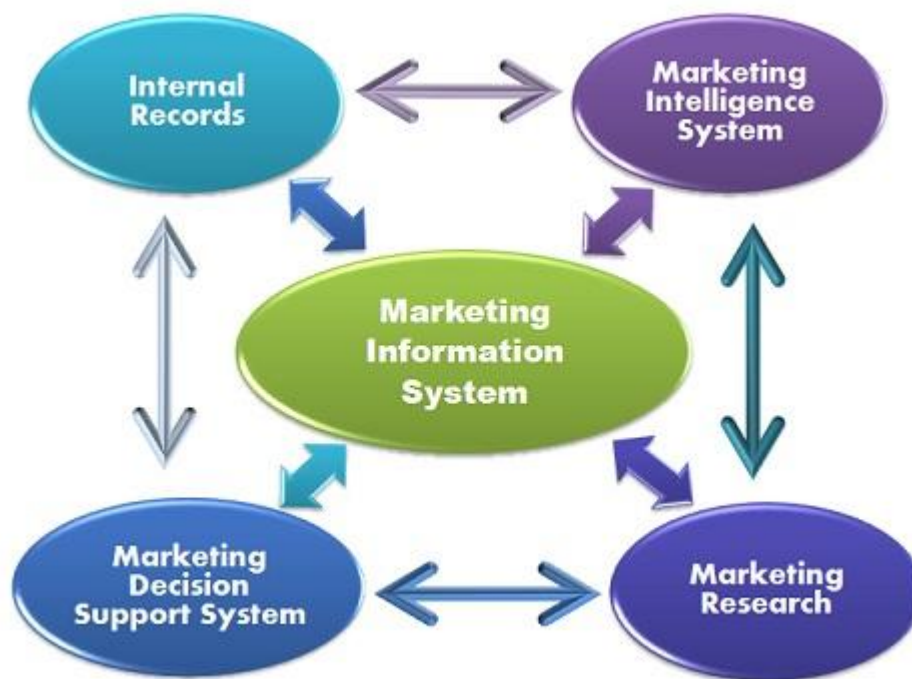 Internal
Records
Marketing
Intelligence
System
Marketing
Information
System
Marketing
Decision
Support System
Marketing
Research